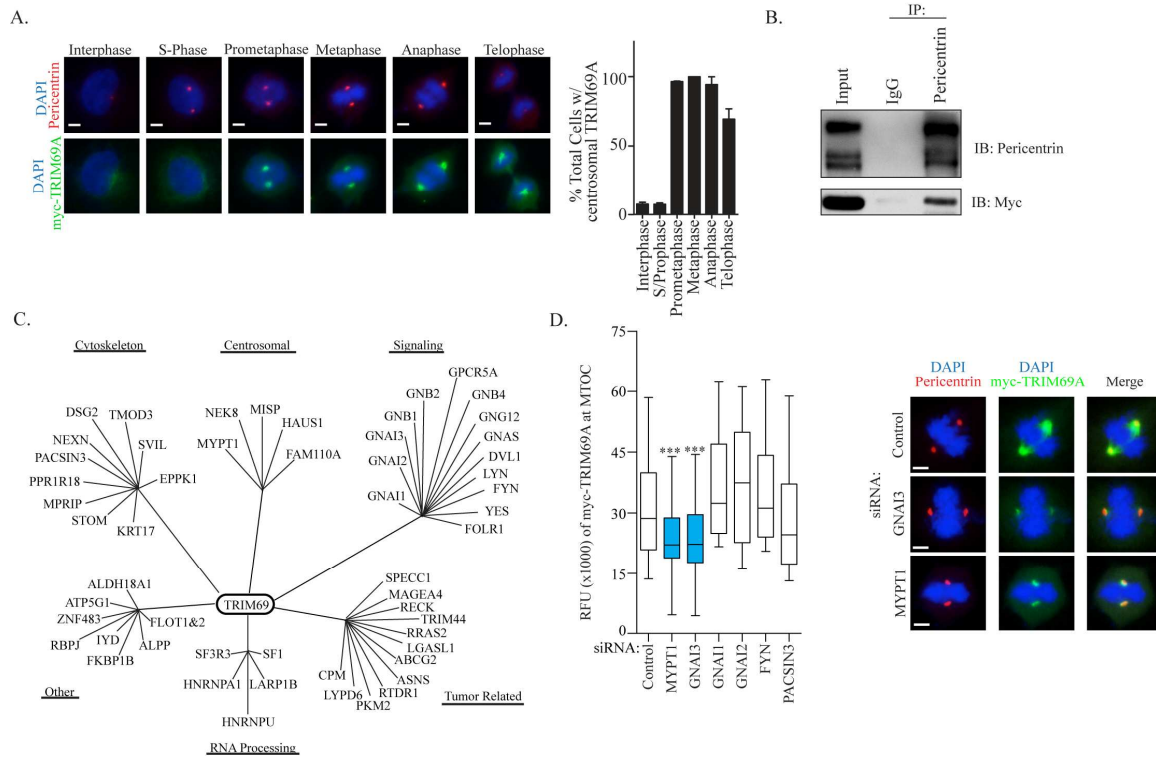 A.
Interphase S-Phase Prometaphase Metaphase Anaphase Telophase
DAPI
Pericentrin
DAPI
myc-TRIM69A
% Total Cells w/
centrosomal TRIM69A
100
50
0
Interphase
S/Prophase
Prometaphase
Metaphase
Anaphase
Telophase
B.
IP:
Input
IgG
Pericentrin
IB: Pericentrin
IB: Myc
C.
Cytoskeleton
DSG2
TMOD3
NEXN
SVIL
PACSIN3
PPR1R18
EPPK1
MPRIP
STOM
KRT17
Centrosomal
NEK8
MISP
MYPT1
HAUS1
FAM110A
Signaling
GPCR5A
GNB2
GNB4
GNB1
GNG12
GNAI3
GNAS
GNAI2
DVL1
LYN
GNAI1
FYN
YES
FOLR1
TRIM69
ALDH18A1
ATP5G1
ZNF483
FLOT1&2
RBPJ
IYD
ALPP
FKBP1B
Other
SF3R3
SF1
HNRNPA1
LARP1B
HNRNPU
RNA Processing
SPECC1
MAGEA4
RECK
TRIM44
RRAS2
LGASL1
ABCG2
CPM
ASNS
LYPD6
RTDR1
PKM2
Tumor Related
D.
RFU (x1000) of myc-TRIM69A at MTOC
75
60
45
30
15
0
*** ***
siRNA:
Control
MYPT1
GNAI3
GNAI1
GNAI2
FYN
PACSIN3
DAPI DAPI
Pericentrin myc-TRIM69A Merge
siRNA:
Control
GNAI3
MYPT1